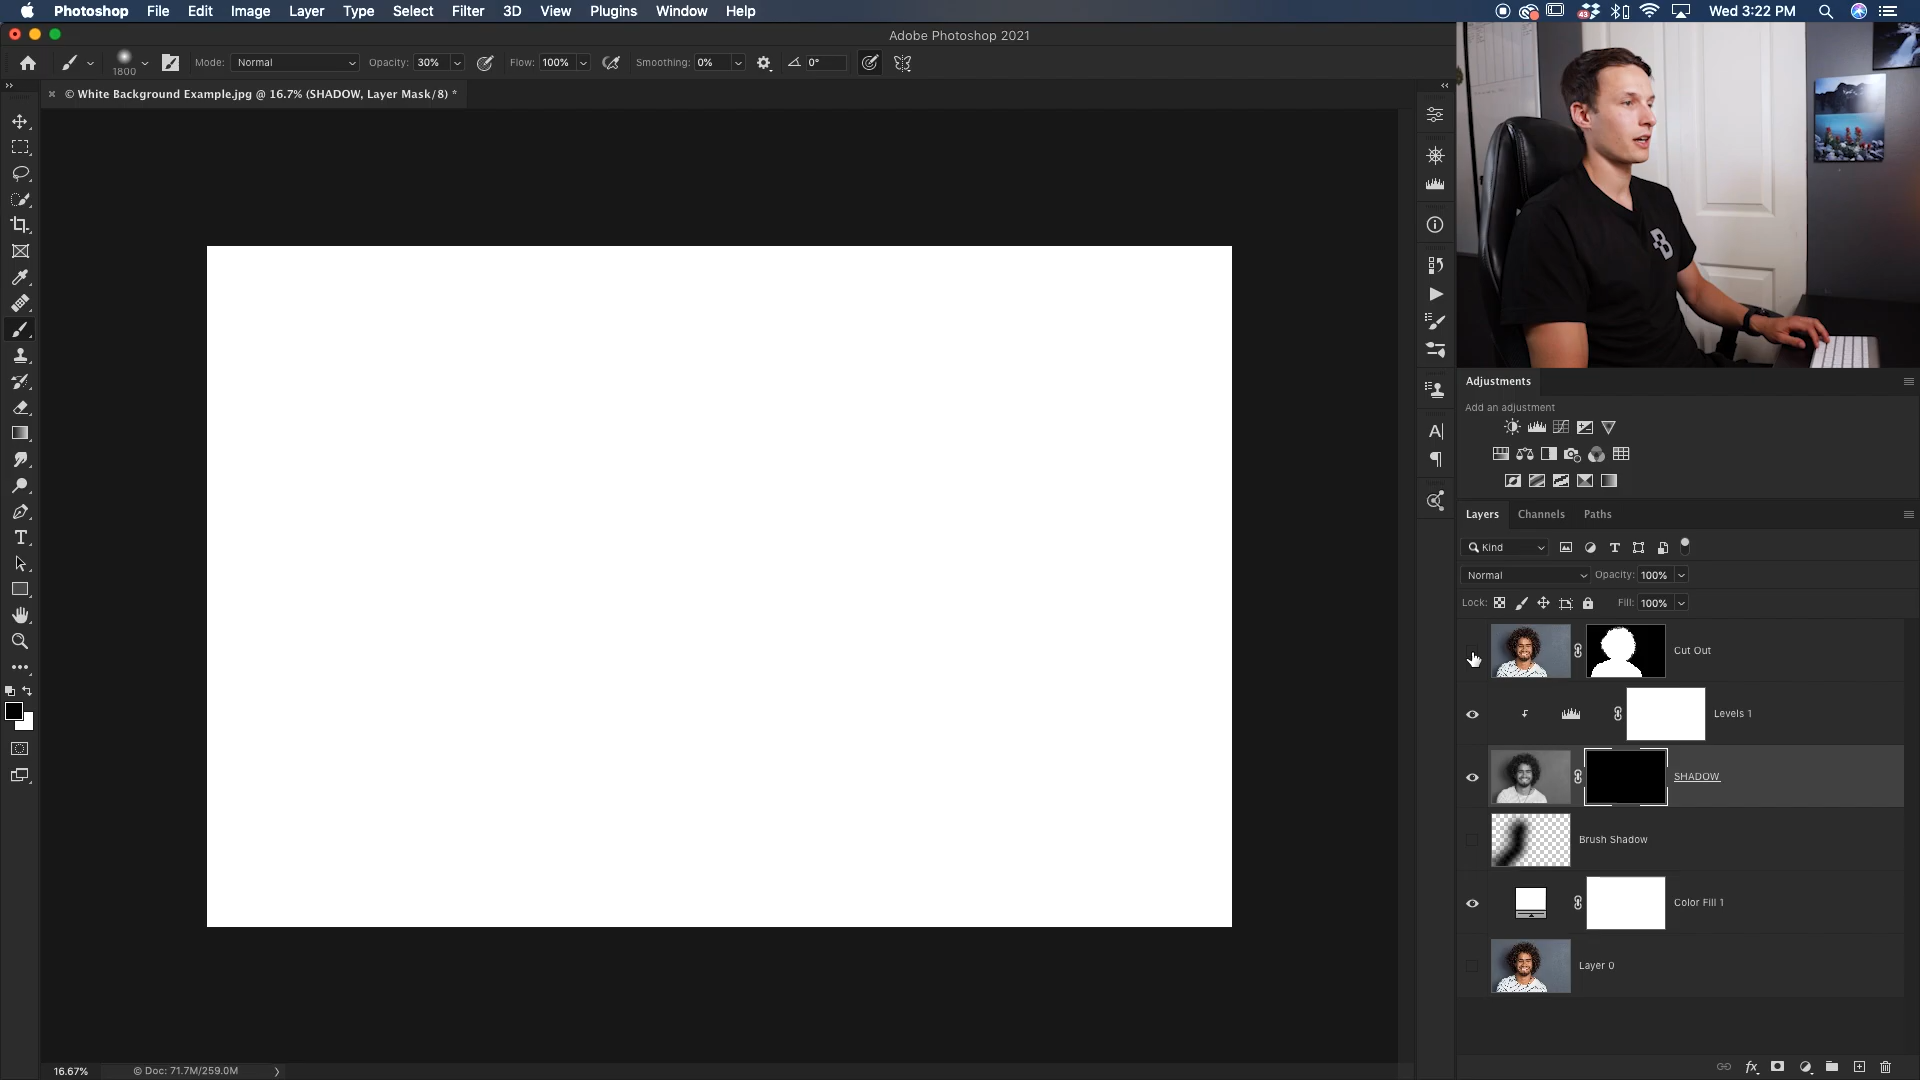 Photoshop File Edit Image Layer Type Select Filter 3D View Plugins Window Help 43 Wed 3:22 PM
Adobe Photoshop 2021
1800 Mode: Normal Opacity: 30% Flow: 100% Smoothing: 0% 0°
© White Background Example.jpg @ 16.7% (SHADOW, Layer Mask/8) *
Adjustments
Add an adjustment
Layers Channels Paths
Kind
Normal Opacity: 100%
Lock: Fill: 100%
Cut Out
Levels 1
SHADOW
Brush Shadow
Color Fill 1
Layer 0
16.67% © Doc: 71.7M/259.0M